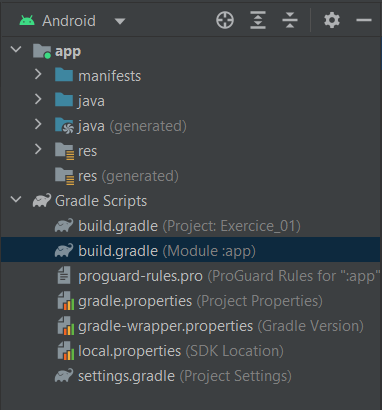 Android
app
manifests
java
java (generated)
res
res (generated)
Gradle Scripts
build.gradle (Project: Exercice_01)
build.gradle (Module :app)
proguard-rules.pro (ProGuard Rules for ":app"
gradle.properties (Project Properties)
gradle-wrapper.properties (Gradle Version)
local.properties (SDK Location)
settings.gradle (Project Settings)